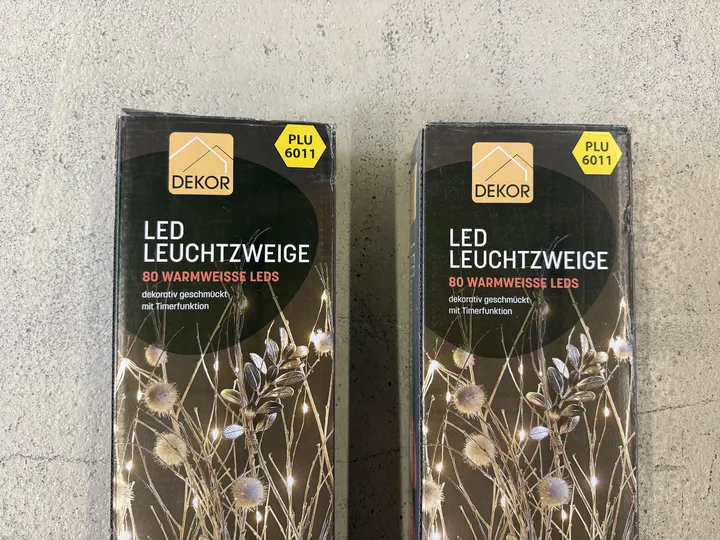 PLU
6011
DEKOR
LED
LEUCHTZWEIGE
80 WARMWEISSE LEDS
dekorativ geschmückt
mit Timerfunktion
PLU
6011
DEKOR
LED
LEUCHTZWEIGE
80 WARMWEISSE LEDS
dekorativ geschmückt
mit Timerfunktion